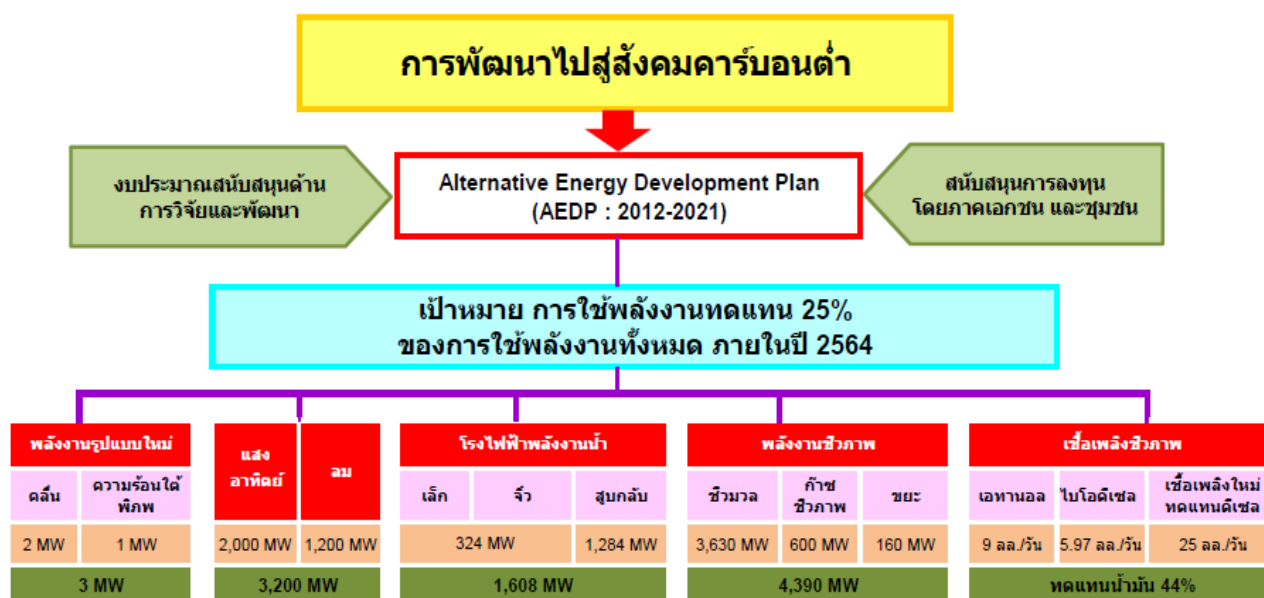 การพัฒนาไปสู่สังคมคาร์บอนต่ำ
งบประมาณสนับสนุนด้าน
การวิจัยและพัฒนา
Alternative Energy Development Plan
(AEDP : 2012-2021)
สนับสนุนการลงทุน
โดยภาคเอกชน และชุมชน
เป้าหมาย การใช้พลังงานทดแทน 25%
ของการใช้พลังงานทั้งหมด ภายในปี 2564
พลังงานรูปแบบใหม่
คลื่น
ความร้อนใต้
พิภพ
2 MW
1 MW
3 MW
แสง
อาทิตย์
ลม
2,000 MW
1,200 MW
3,200 MW
โรงไฟฟ้าพลังงานน้ำ
เล็ก
จิ๋ว
สูบกลับ
324 MW
1,284 MW
1,608 MW
พลังงานชีวภาพ
ชีวมวล
ก๊าซ
ชีวภาพ
ขยะ
3,630 MW
600 MW
160 MW
4,390 MW
เชื้อเพลิงชีวภาพ
เอทานอล
ไบโอดีเซล
เชื้อเพลิงใหม่
ทดแทนดีเซล
9 ลล./วัน
5.97 ลล./วัน
25 ลล./วัน
ทดแทนน้ำมัน 44%